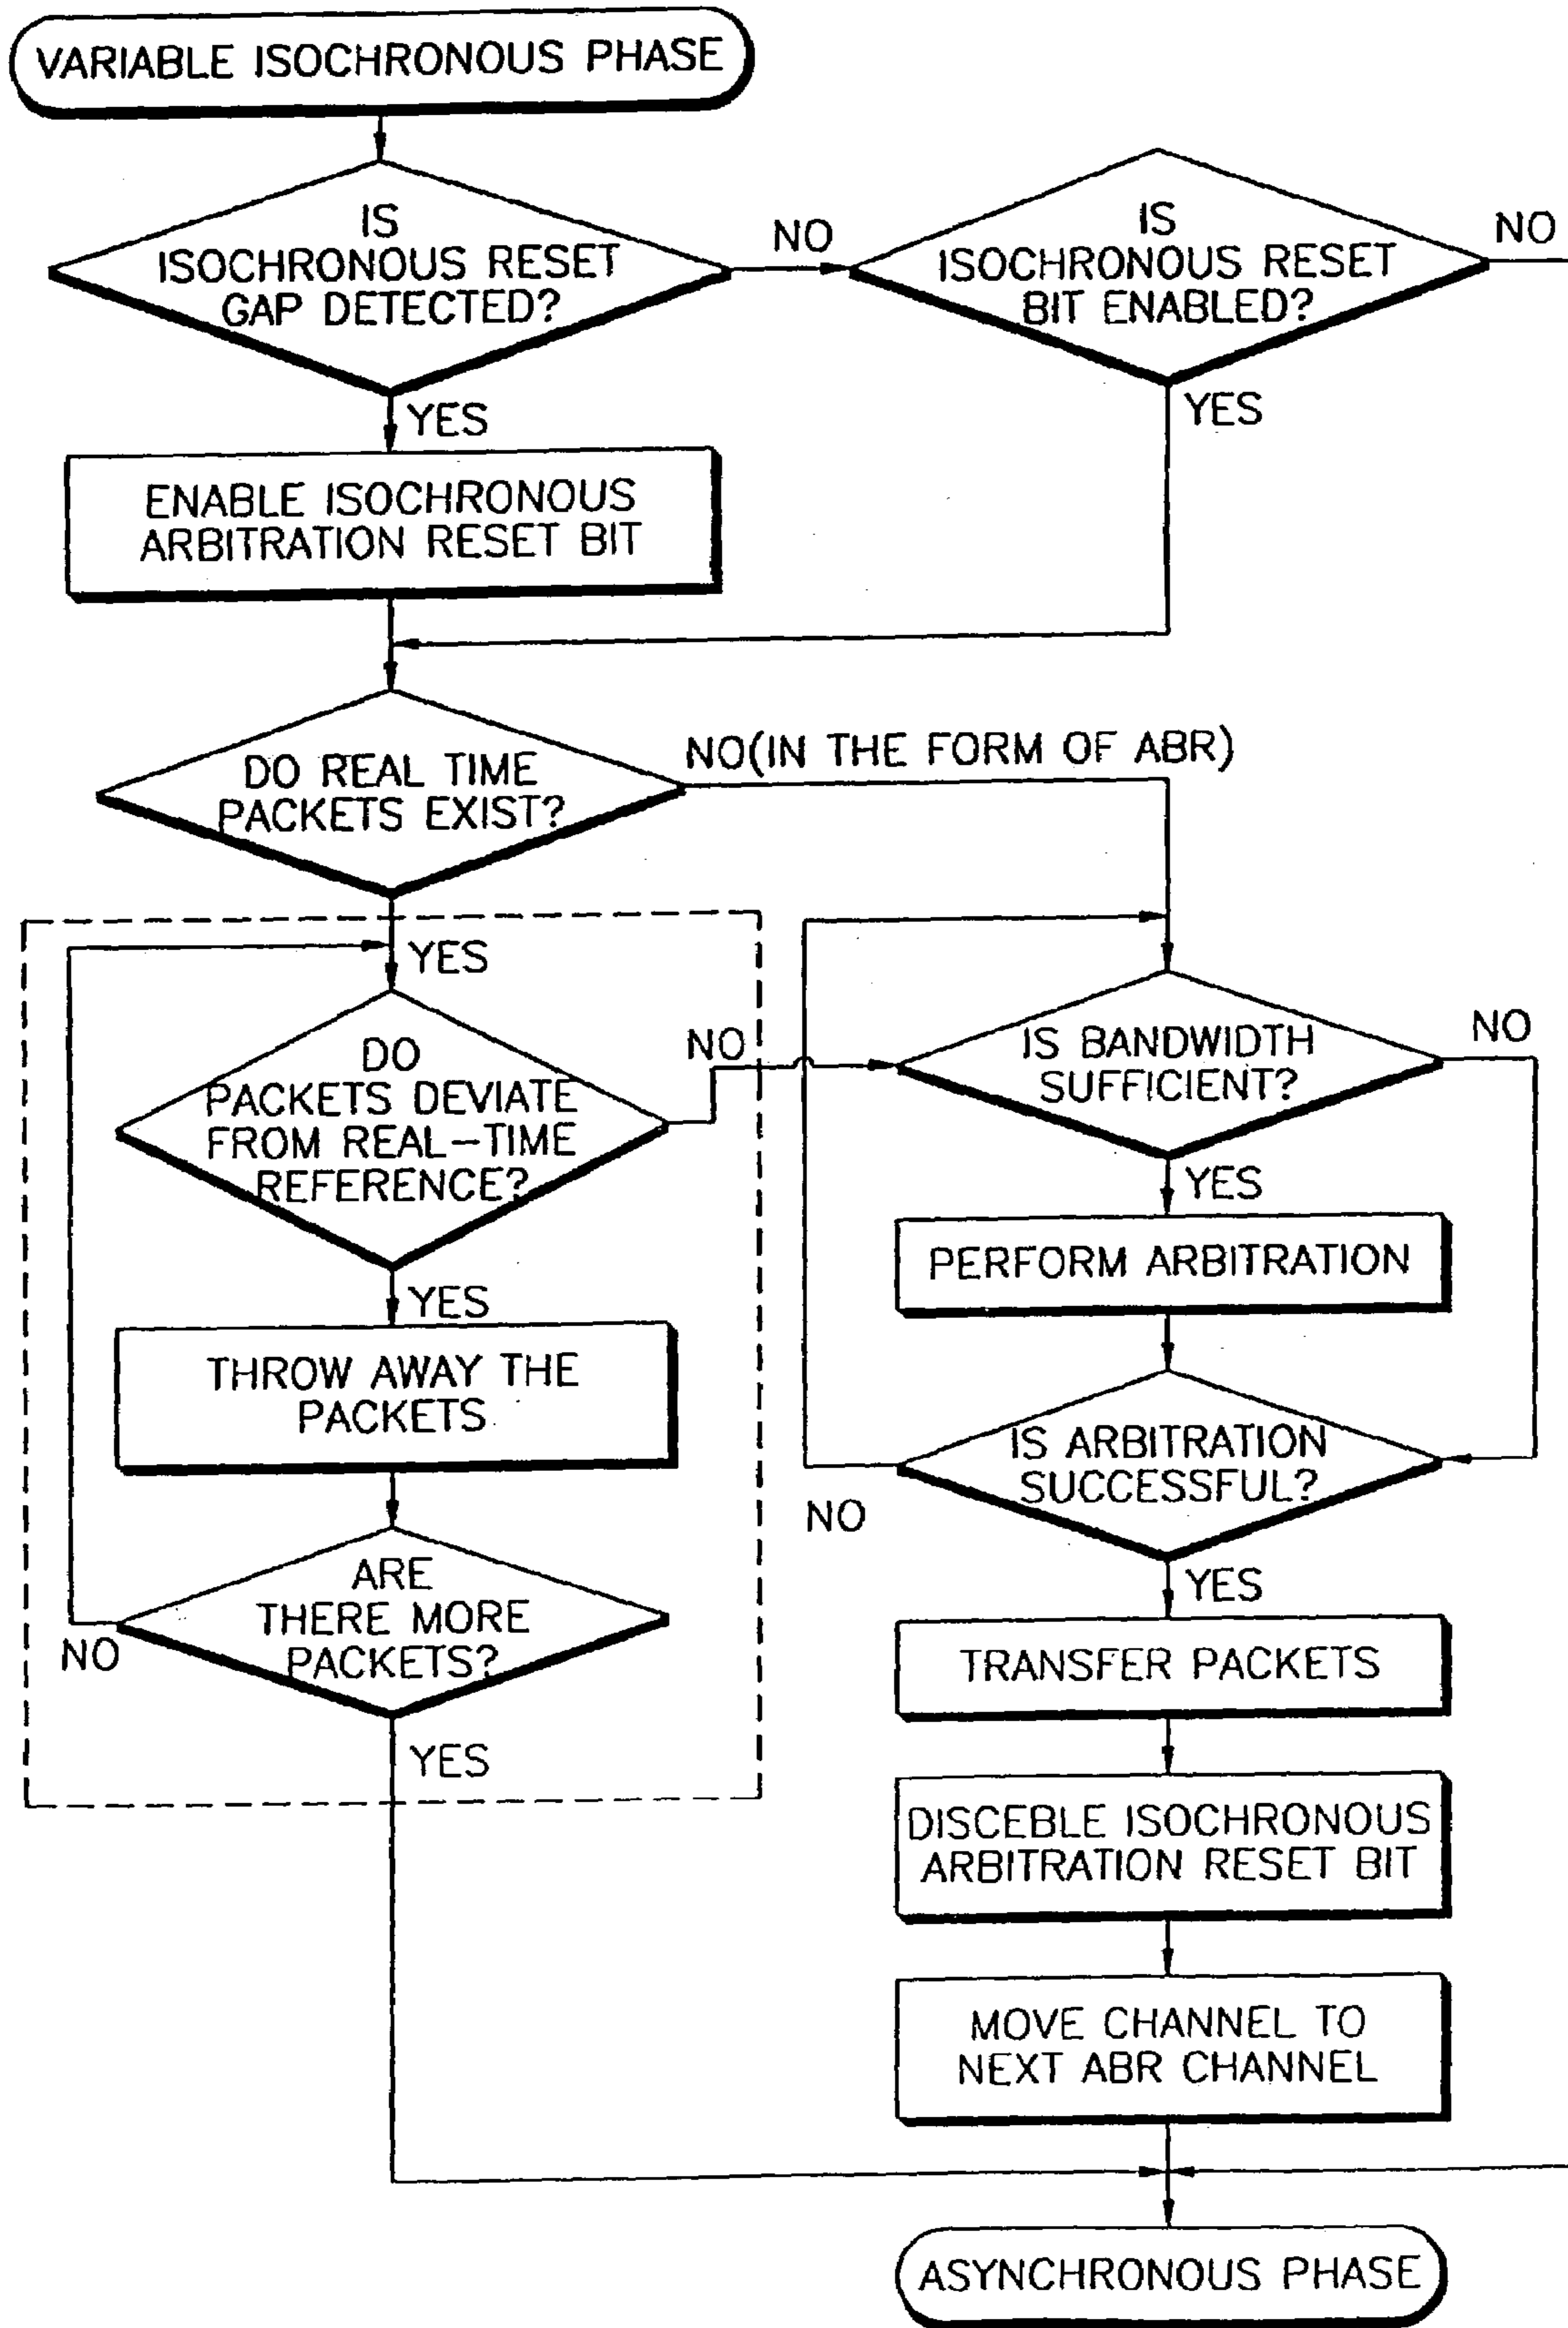 VARIABLE ISOCHRONOUS PHASE
IS
ISOCHRONOUS RESET
GAP DETECTED?
NO
IS
ISOCHRONOUS RESET
BIT ENABLED?
NO
YES
YES
ENABLE ISOCHRONOUS
ARBITRATION RESET BIT
DO REAL TIME
PACKETS EXIST?
NO(IN THE FORM OF ABR)
YES
DO
PACKETS DEVIATE
FROM REAL-TIME
REFERENCE?
NO
YES
THROW AWAY THE
PACKETS
ARE
THERE MORE
PACKETS?
NO
YES
IS BANDWIDTH
SUFFICIENT?
NO
YES
PERFORM ARBITRATION
IS ARBITRATION
SUCCESSFUL?
NO
YES
TRANSFER PACKETS
DISCEBLE ISOCHRONOUS
ARBITRATION RESET BIT
MOVE CHANNEL TO
NEXT ABR CHANNEL
ASYNCHRONOUS PHASE